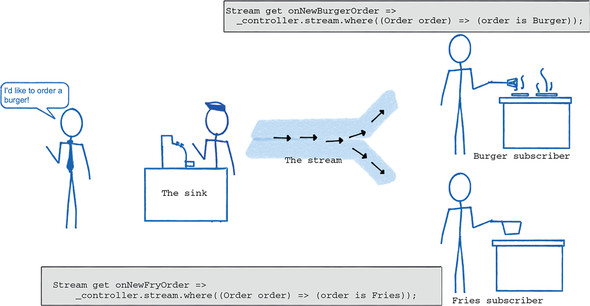 Stream get onNewBurgerOrder =>
_controller.stream.where((Order order) => (order is Burger));
I'd like to order a
burger!
The sink
The stream
Burger subscriber
Stream get onNewFryOrder =>
_controller.stream.where((Order order) => (order is Fries));
Fries subscriber